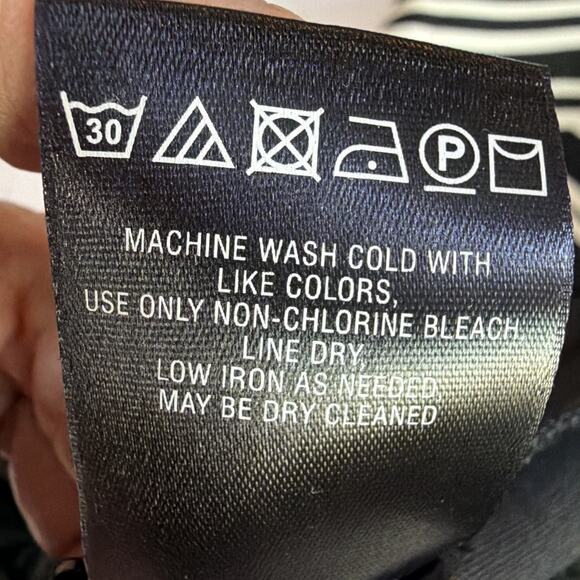 30 P
MACHINE WASH COLD WITH
LIKE COLORS,
USE ONLY NON-CHLORINE BLEACH,
LINE DRY,
LOW IRON AS NEEDED,
MAY BE DRY CLEANED